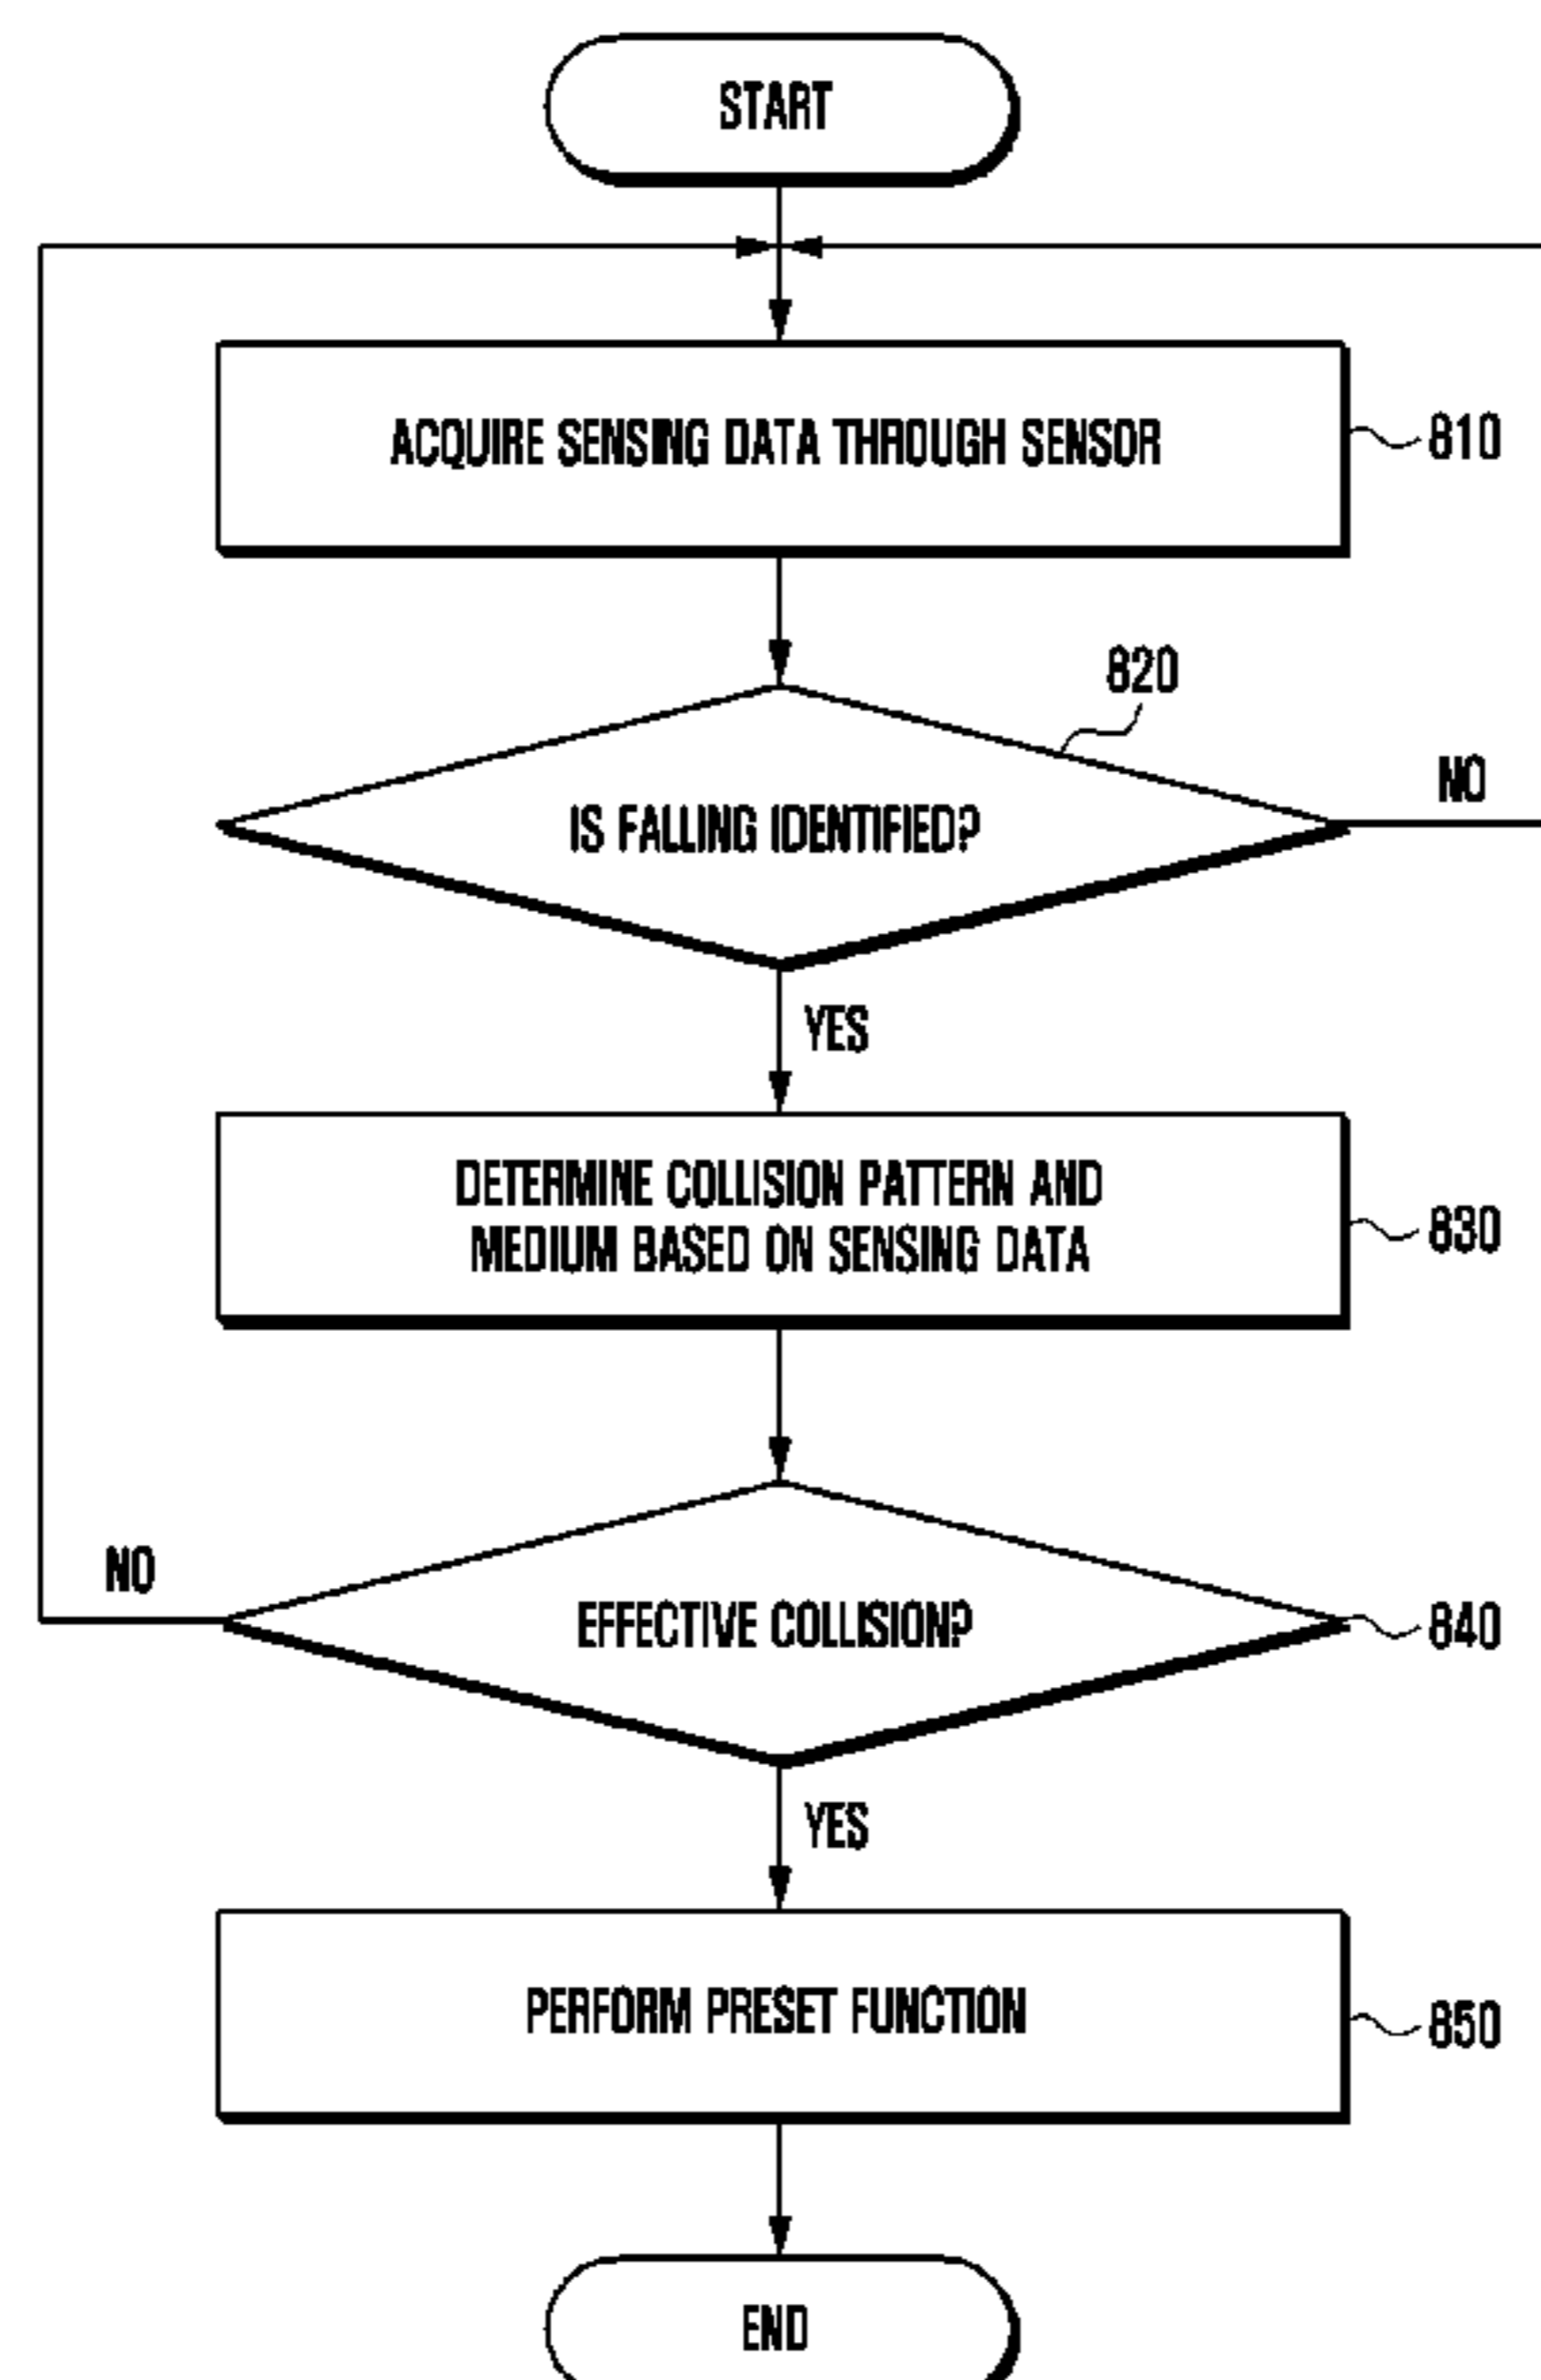 START
ACQUIRE SENSING DATA THROUGH SENSOR
810
820
IS FALLING IDENTIFIED?
NO
YES
DETERMINE COLLISION PATTERN AND
MEDIUM BASED ON SENSING DATA
830
NO
EFFECTIVE COLLISION?
840
YES
PERFORM PRESET FUNCTION
850
END